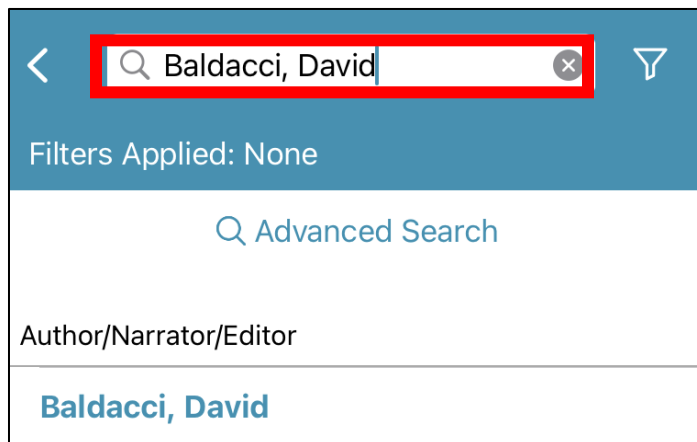 Baldacci, David
Filters Applied: None
Advanced Search
Author/Narrator/Editor
Baldacci, David